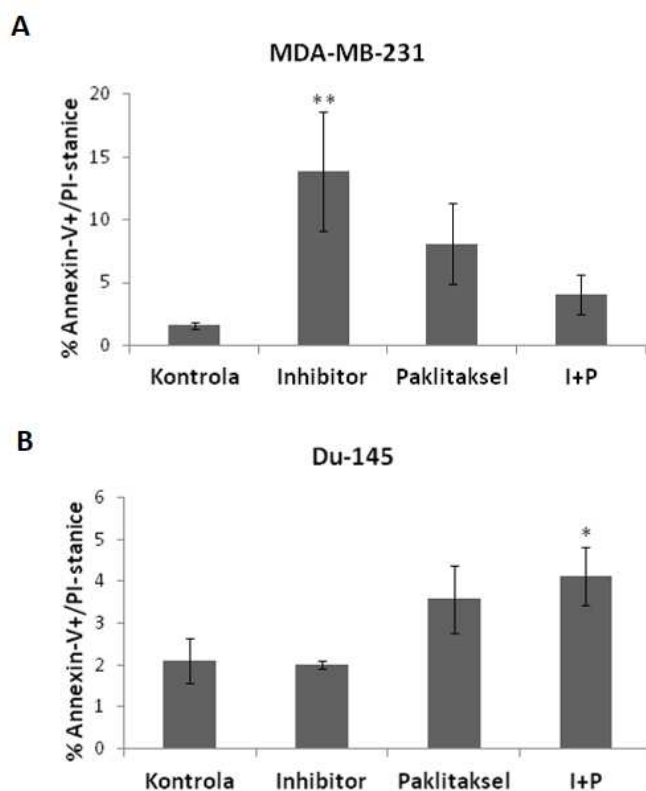 A
MDA-MB-231
% Annexin-V+/PI-stanice
20
15
10
5
0
**
Kontrola Inhibitor Paklitaksel I+P
B
Du-145
% Annexin-V+/PI-stanice
6
5
4
3
2
1
0
*
Kontrola Inhibitor Paklitaksel I+P